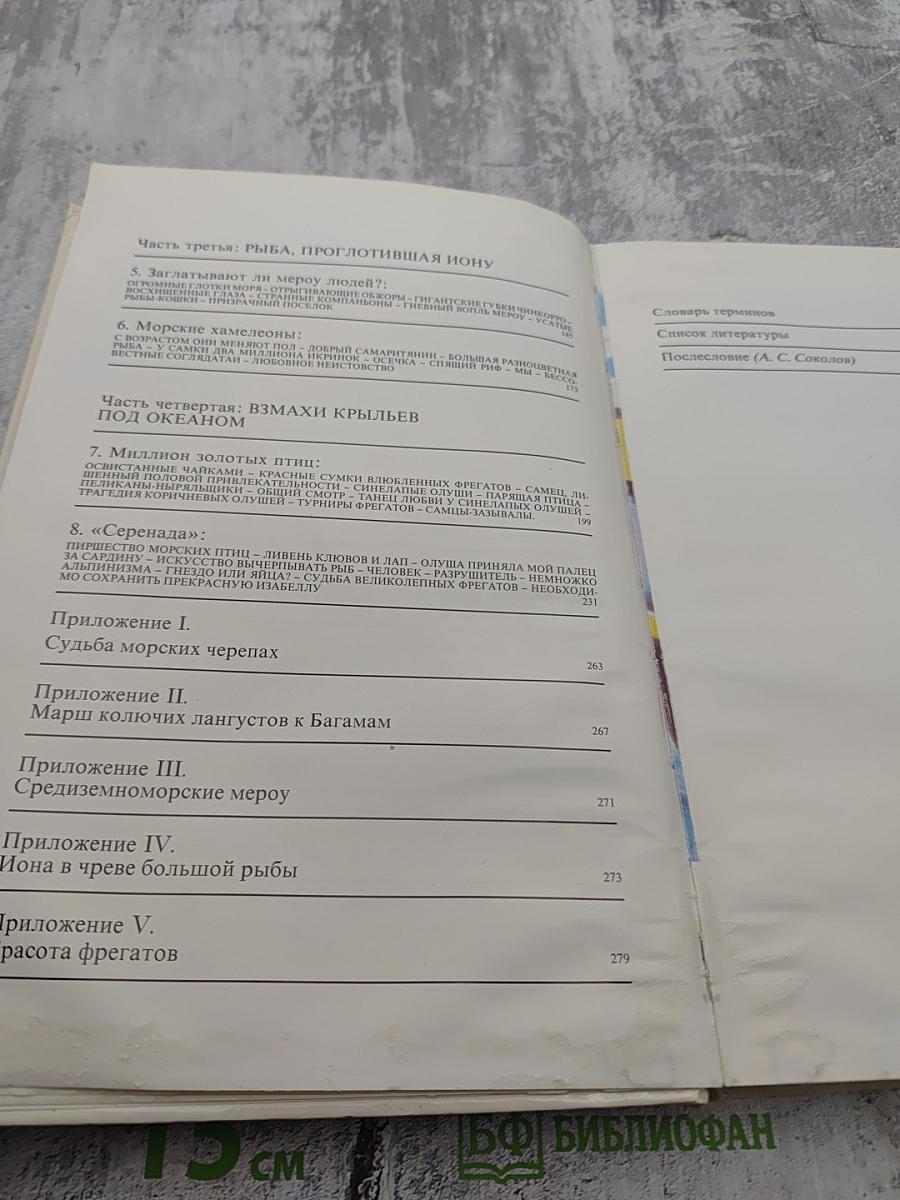 Часть третья: РЫБА, ПРОГЛОТИВШАЯ ИОНУ
5. Заглатывают ли мероу людей?:
ОГРОМНЫЕ ГЛОТКИ МОРЯ – ОТРЫГИВАЮЩИЕ ОБЖОРЫ – ГИГАНТСКИЕ ГУБКИ ЧИНКОРРО –
ВОСХИЩЕННЫЕ ГЛАЗА – СТРАННЫЕ КОМПАНЬОНЫ – ГНЕВНЫЙ ВОПЛЬ МЕРОУ – УСАТЫЕ
РЫБЫ-КОШКИ – ПРИЗРАЧНЫЙ ПОСЕЛОК 145
6. Морские хамелеоны:
С ВОЗРАСТОМ ОНИ МЕНЯЮТ ПОЛ – ДОБРЫЙ САМАРИТЯНИН – БОЛЬШАЯ РАЗНОЦВЕТНАЯ
РЫБА – У САМКИ ДВА МИЛЛИОНА ИКРИНОК – ОСЕЧКА – СПЯЩИЙ РИФ – МЫ – БЕССО-
ВЕСТНЫЕ СОГЛЯДАТАИ – ЛЮБОВНОЕ НЕИСТОВСТВО 173
Часть четвертая: ВЗМАХИ КРЫЛЬЕВ
ПОД ОКЕАНОМ
7. Миллион золотых птиц:
ОСВИСТАННЫЕ ЧАЙКАМИ – КРАСНЫЕ СУМКИ ВЛЮБЛЕННЫХ ФРЕГАТОВ – САМЕЦ, ЛИ-
ШЕННЫЙ ПОЛОВОЙ ПРИВЛЕКАТЕЛЬНОСТИ – СИНЕЛАПЫЕ ОЛУШИ – ПАРЯЩАЯ ПТИЦА –
ПЕЛИКАНЫ-НЫРЯЛЬЩИКИ – ОБЩИЙ СМОТР – ТАНЕЦ ЛЮБВИ У СИНЕЛАПЫХ ОЛУШЕЙ –
ТРАГЕДИЯ КОРИЧНЕВЫХ ОЛУШЕЙ – ТУРНИРЫ ФРЕГАТОВ – САМЦЫ-ЗАЗЫВАЛЫ. 199
8. «Серенада»:
ПИРШЕСТВО МОРСКИХ ПТИЦ – ЛИВЕНЬ КЛЮВОВ И ЛАП – ОЛУША ПРИНЯЛА МОЙ ПАЛЕЦ
ЗА САРДИНУ – ИСКУССТВО ВЫЧЕРПЫВАТЬ РЫБ – ЧЕЛОВЕК – РАЗРУШИТЕЛЬ – НЕМНОЖКО
АЛЬПИНИЗМА – ГНЕЗДО ИЛИ ЯЙЦА? – СУДЬБА ВЕЛИКОЛЕПНЫХ ФРЕГАТОВ – НЕОБХОДИ-
МО СОХРАНИТЬ ПРЕКРАСНУЮ ИЗАБЕЛЛУ 231
Приложение I.
Судьба морских черепах 263
Приложение II.
Марш колючих лангустов к Багамам 267
Приложение III.
Средиземноморские мероу 271
Приложение IV.
Иона в чреве большой рыбы 273
Приложение V.
расота фрегатов 279
Словарь терминов
Список литературы
Послесловие (А. С. Соколов)
15 см
БФ БИБЛИОФАН